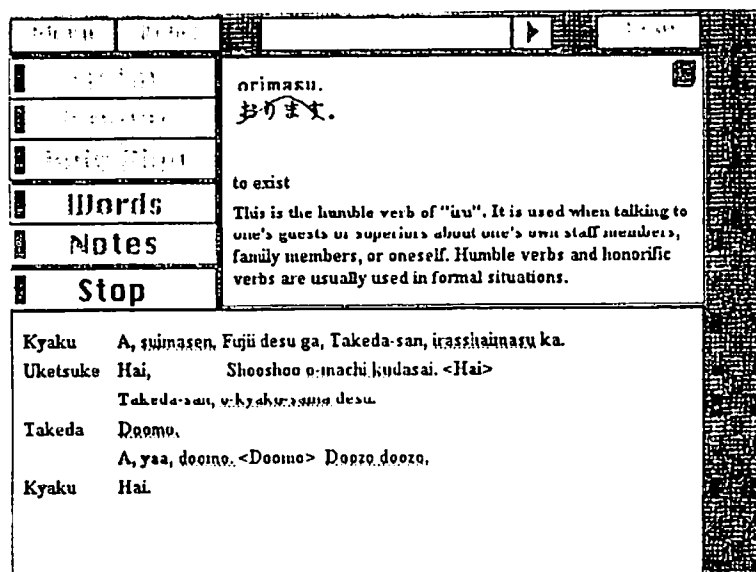 Menu
orimasu.
おります。
to exist
This is the humble verb of "iru". It is used when talking to
one's guests or superiors about one's own staff members,
family members, or oneself. Humble verbs and honorific
verbs are usually used in formal situations.
Words
Notes
Stop
Kyaku A, suimasen, Fujii desu ga, Takeda-san, irasshaimasu ka.
Uketsuke Hai, Shooshoo o-machi kudasai. <Hai>
Takeda-san, o-kyaku-sama desu.
Takeda Doomo,
A, yaa, doomo. <Doomo> Doozo doozo,
Kyaku Hai.